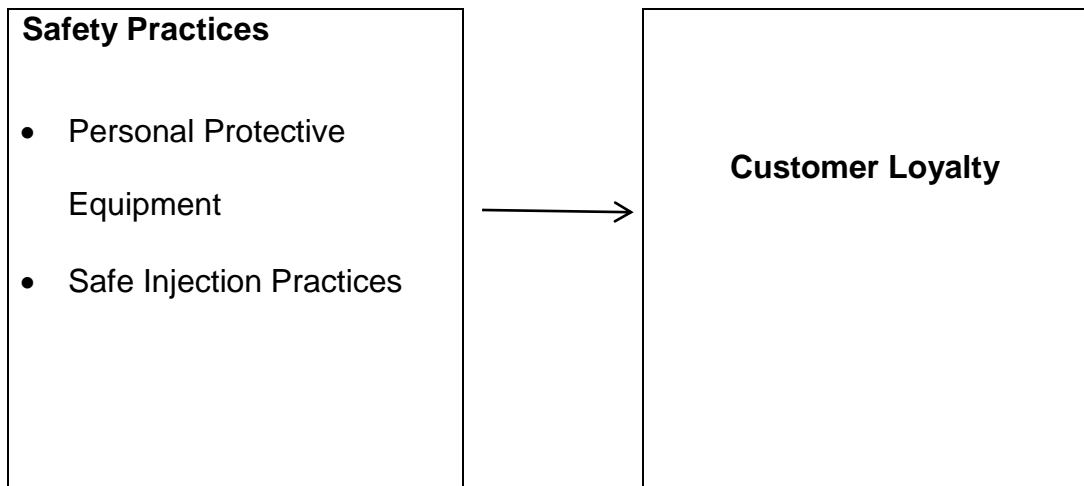 Safety Practices
• Personal Protective
Equipment
• Safe Injection Practices
Customer Loyalty